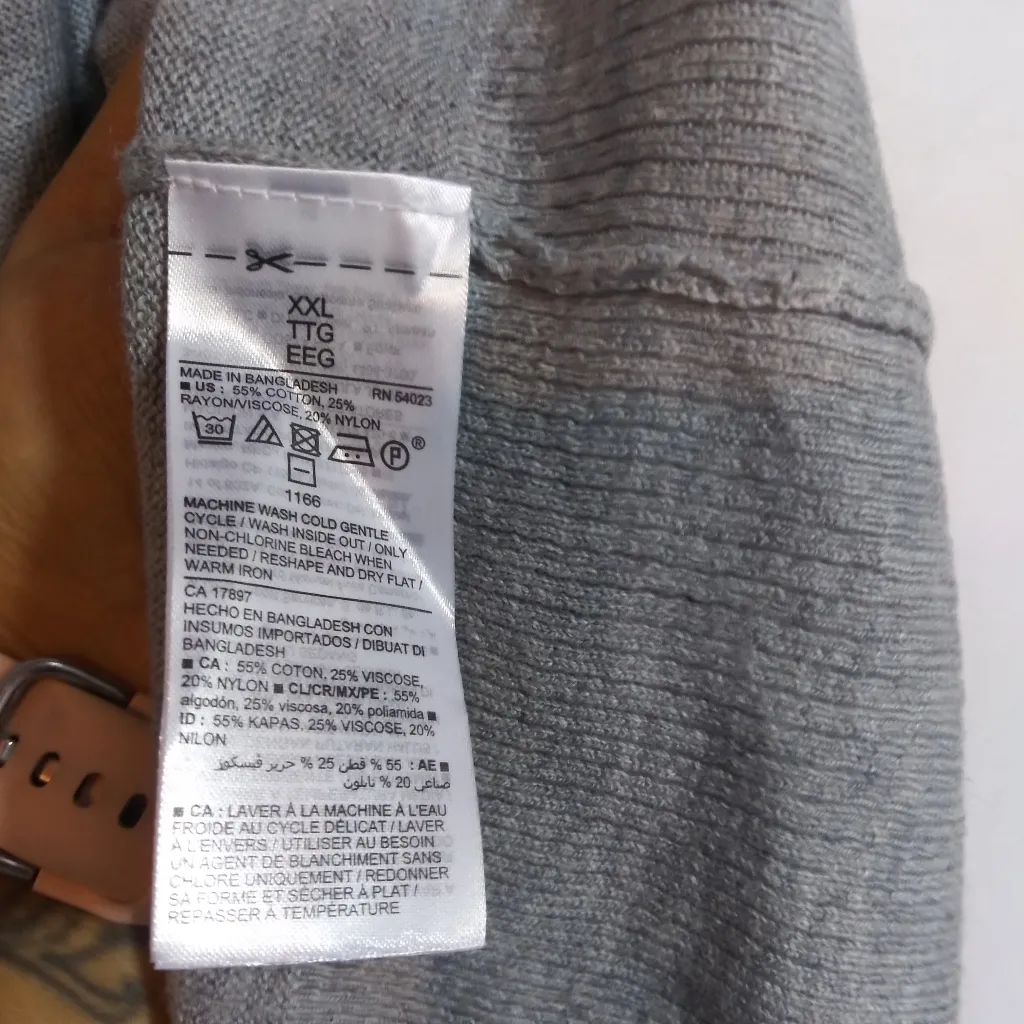 XXL
TTG
EEG
MADE IN BANGLADESH RN 54023
■ US : 55% COTTON, 25%
RAYON/VISCOSE, 20% NYLON
30 P®
1166
MACHINE WASH COLD GENTLE
CYCLE / WASH INSIDE OUT / ONLY
NON-CHLORINE BLEACH WHEN
NEEDED / RESHAPE AND DRY FLAT /
WARM IRON
CA 17897
HECHO EN BANGLADESH CON
INSUMOS IMPORTADOS / DIBUAT DI
BANGLADESH
■ CA : 55% COTON, 25% VISCOSE,
20% NYLON ■ CL/CR/MX/PE : 55%
algodón, 25% viscosa, 20% poliamida ■
ID : 55% KAPAS, 25% VISCOSE, 20%
NILON
■ AE : 55 % قطن 25 % حرير فيسكوز
صناعى 20 % نايلون
■ CA : LAVER À LA MACHINE À L'EAU
FROIDE AU CYCLE DÉLICAT / LAVER
À L'ENVERS / UTILISER AU BESOIN
UN AGENT DE BLANCHIMENT SANS
CHLORE UNIQUEMENT / REDONNER
SA FORME ET SÉCHER À PLAT /
REPASSER À TEMPÉRATURE